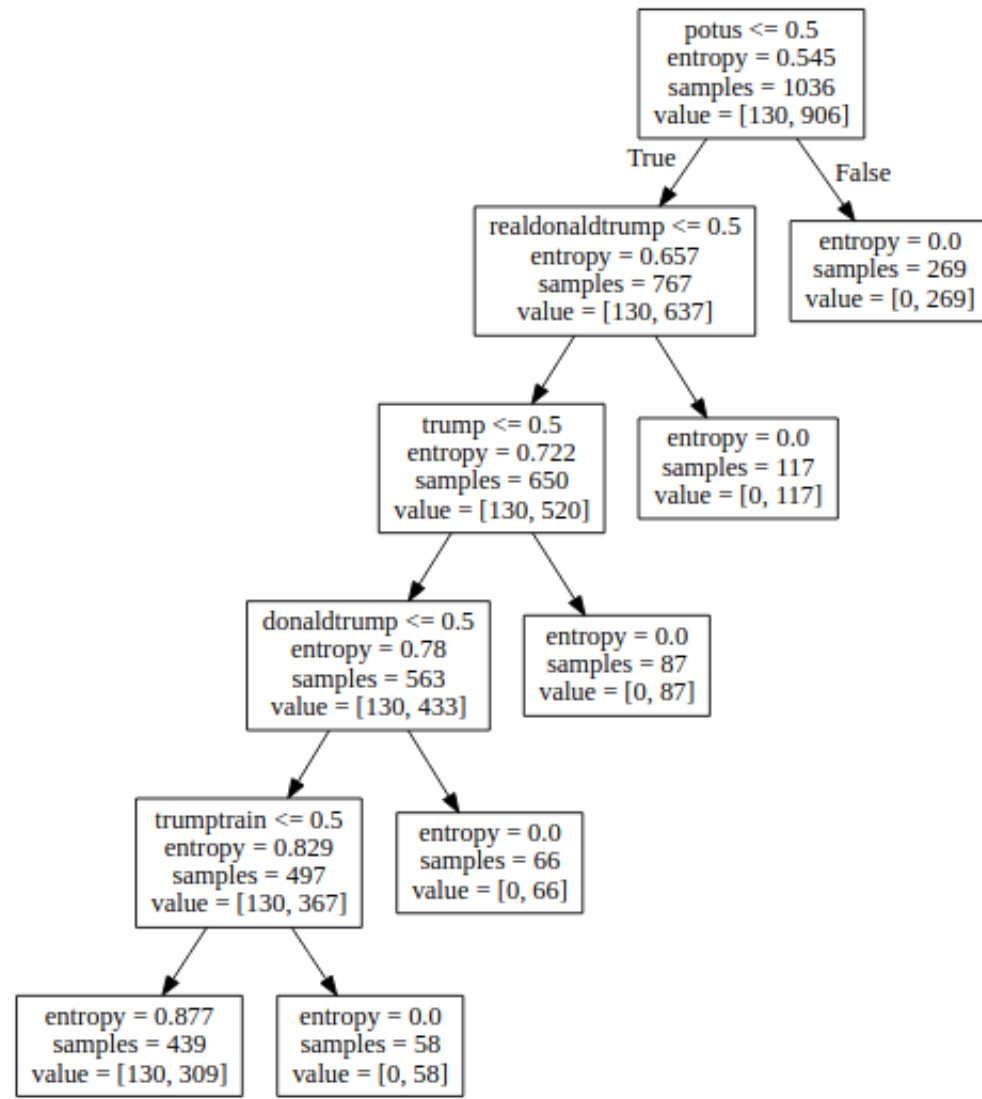 potus <= 0.5
entropy = 0.545
samples = 1036
value = [130, 906]
True
False
realdonaldtrump <= 0.5
entropy = 0.657
samples = 767
value = [130, 637]
entropy = 0.0
samples = 269
value = [0, 269]
trump <= 0.5
entropy = 0.722
samples = 650
value = [130, 520]
entropy = 0.0
samples = 117
value = [0, 117]
donaldtrump <= 0.5
entropy = 0.78
samples = 563
value = [130, 433]
entropy = 0.0
samples = 87
value = [0, 87]
trumptrain <= 0.5
entropy = 0.829
samples = 497
value = [130, 367]
entropy = 0.0
samples = 66
value = [0, 66]
entropy = 0.877
samples = 439
value = [130, 309]
entropy = 0.0
samples = 58
value = [0, 58]